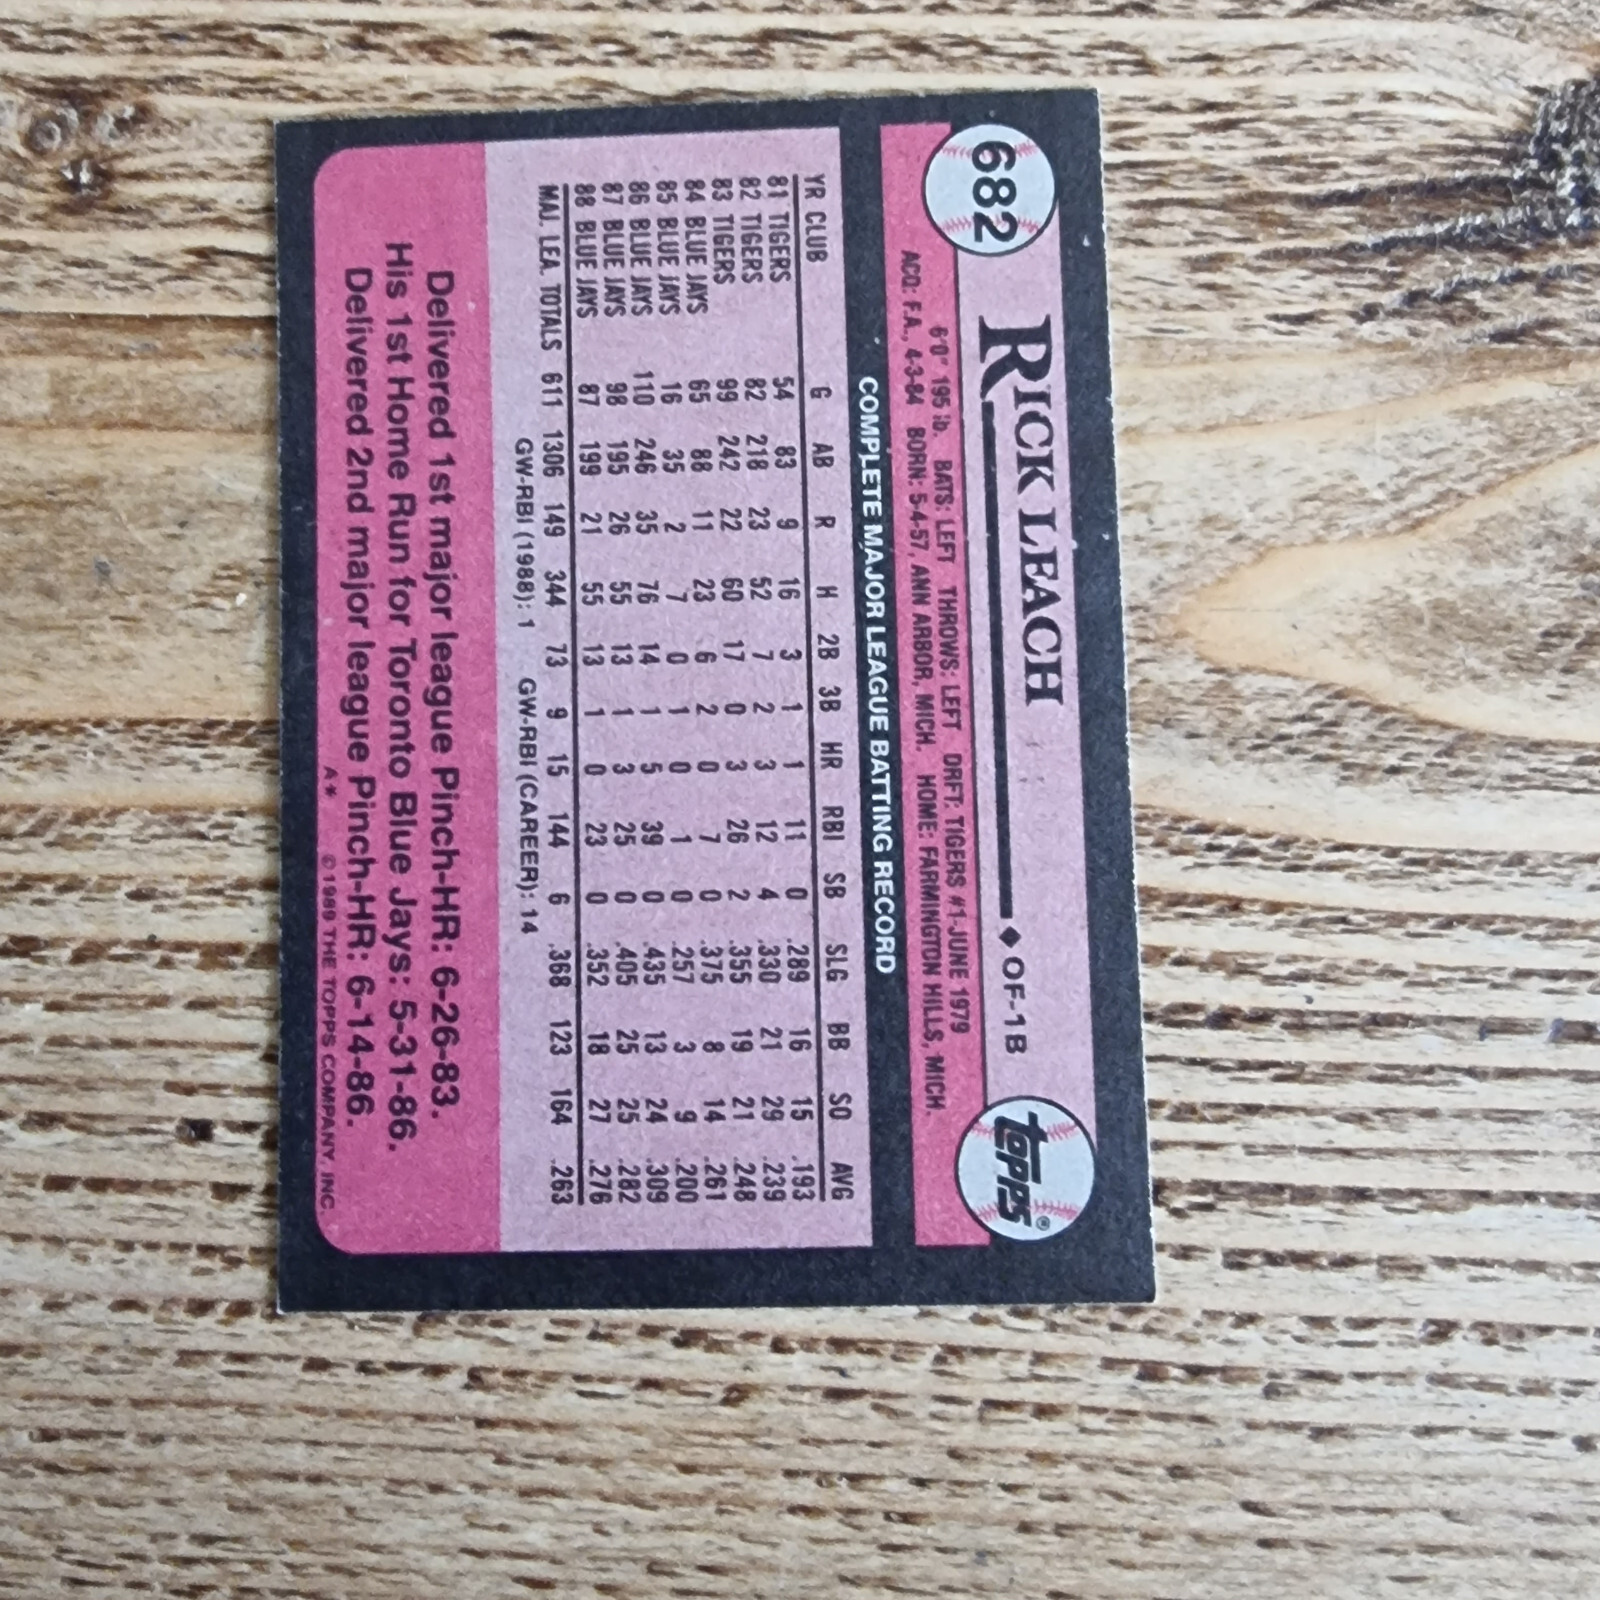 682
RICK LEACH ◆ OF-1B
topps®
6'0" 195 lb. BATS: LEFT THROWS: LEFT DRFT: TIGERS #1-JUNE 1979
ACQ: F.A., 4-3-84 BORN: 5-4-57, ANN ARBOR, MICH. HOME: FARMINGTON HILLS, MICH.
COMPLETE MAJOR LEAGUE BATTING RECORD
YR CLUB G AB R H 2B 3B HR RBI SB SLG BB SO AVG
81 TIGERS 54 83 9 16 3 1 1 11 0 .289 16 15 .193
82 TIGERS 82 218 23 52 7 2 3 12 4 .330 21 29 .239
83 TIGERS 99 242 22 60 17 0 3 26 2 .355 19 21 .248
84 BLUE JAYS 65 88 11 23 6 2 0 7 0 .375 8 14 .261
85 BLUE JAYS 16 35 2 7 0 1 0 1 0 .257 3 9 .200
86 BLUE JAYS 110 246 35 76 14 1 5 39 0 .435 13 24 .309
87 BLUE JAYS 98 195 26 55 13 1 3 25 0 .405 25 25 .282
88 BLUE JAYS 87 199 21 55 13 1 0 23 0 .352 18 27 .276
MAJ. LEA. TOTALS 611 1306 149 344 73 9 15 144 6 .368 123 164 .263
GW-RBI (1988): 1 GW-RBI (CAREER): 14
Delivered 1st major league Pinch-HR: 6-26-83.
His 1st Home Run for Toronto Blue Jays: 5-31-86.
Delivered 2nd major league Pinch-HR: 6-14-86.
A* © 1989 THE TOPPS COMPANY, INC.